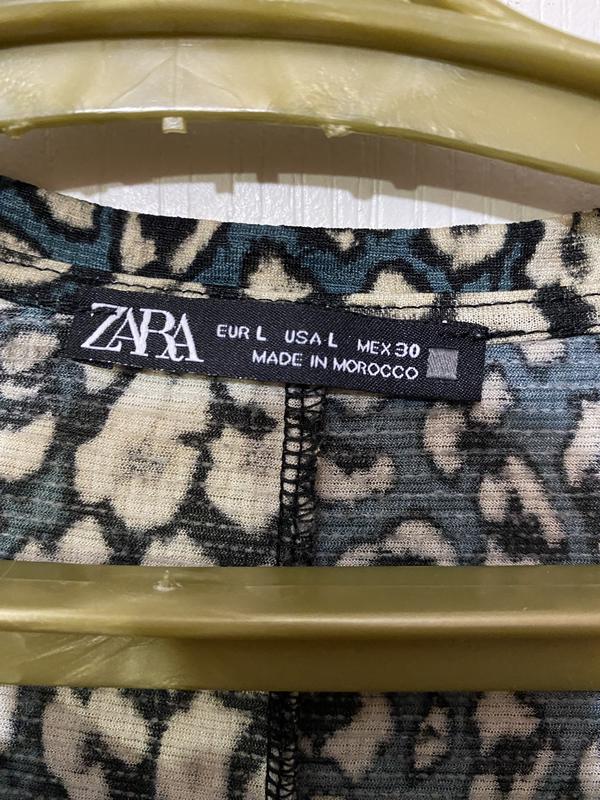 ZARA
EUR L USA L MEX 30
MADE IN MOROCCO